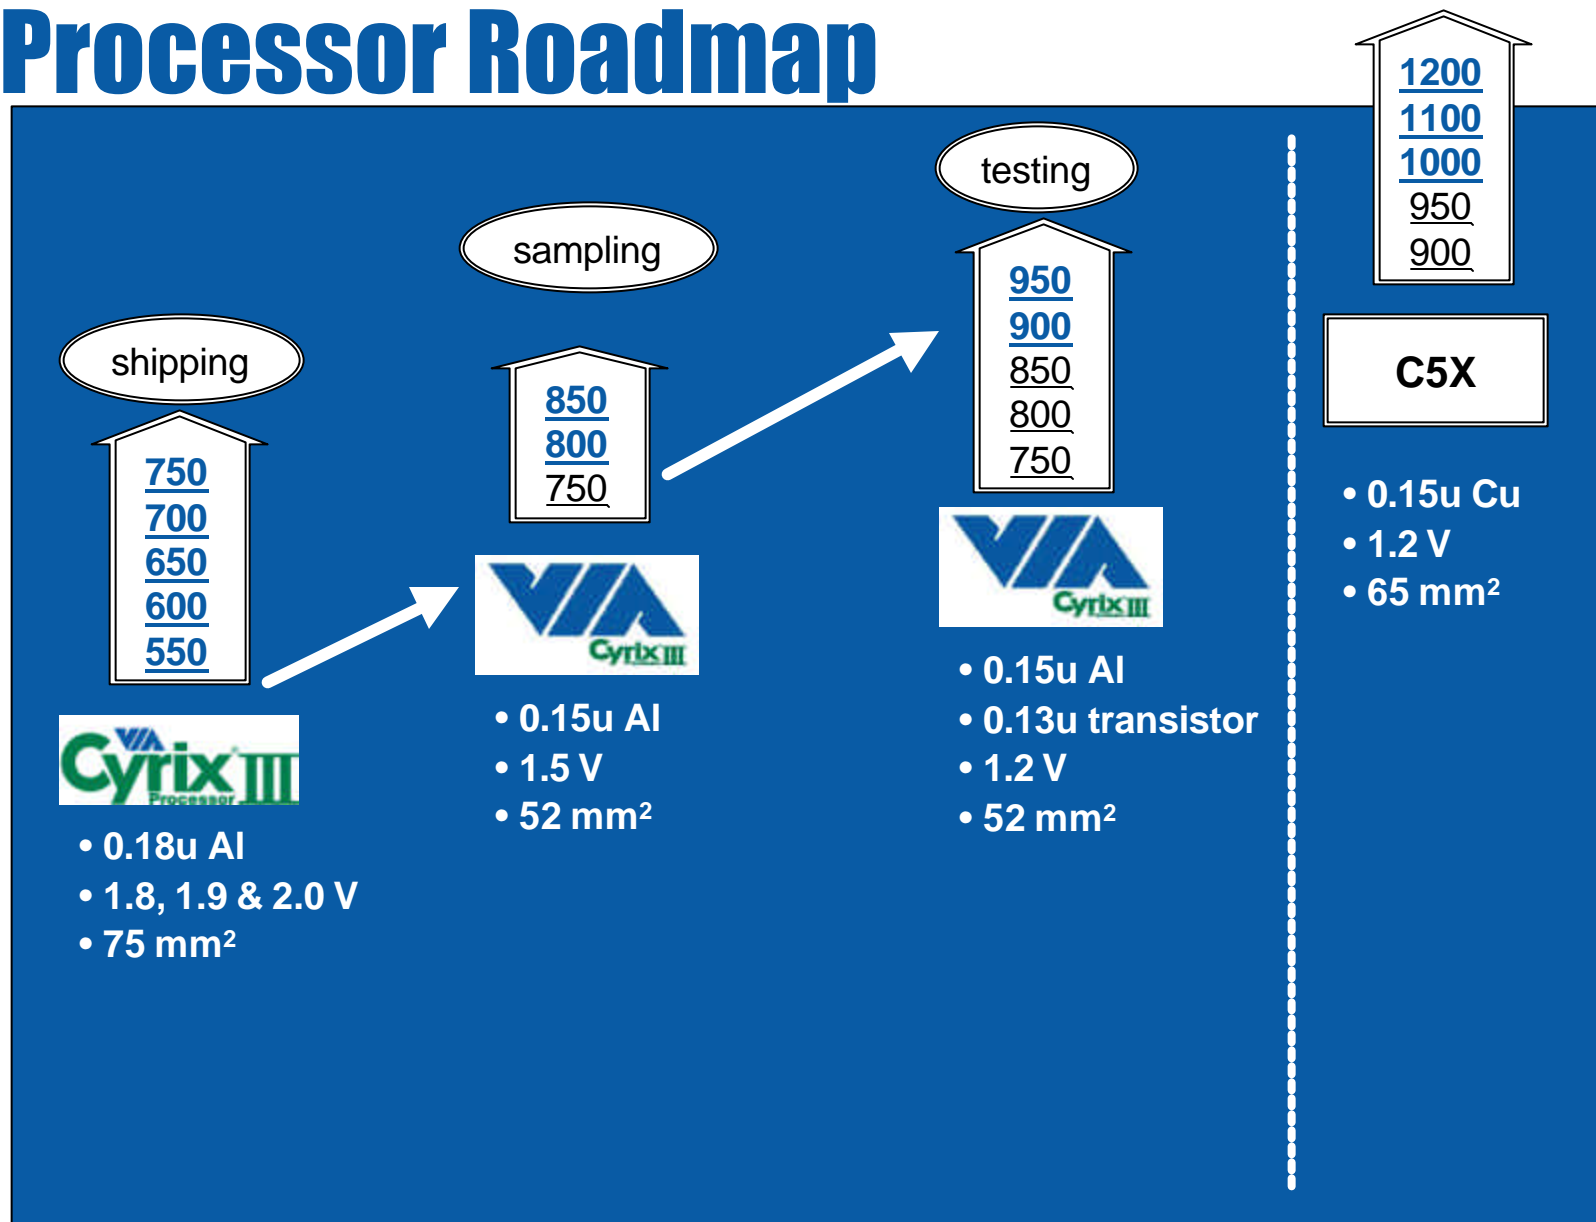 Processor Roadmap
shipping
750
700
650
600
550
VIA
Cyrix III
Processor
• 0.18u Al
• 1.8, 1.9 & 2.0 V
• 75 mm²
sampling
850
800
750
VIA
Cyrix III
• 0.15u Al
• 1.5 V
• 52 mm²
testing
950
900
850
800
750
VIA
Cyrix III
• 0.15u Al
• 0.13u transistor
• 1.2 V
• 52 mm²
1200
1100
1000
950
900
C5X
• 0.15u Cu
• 1.2 V
• 65 mm²